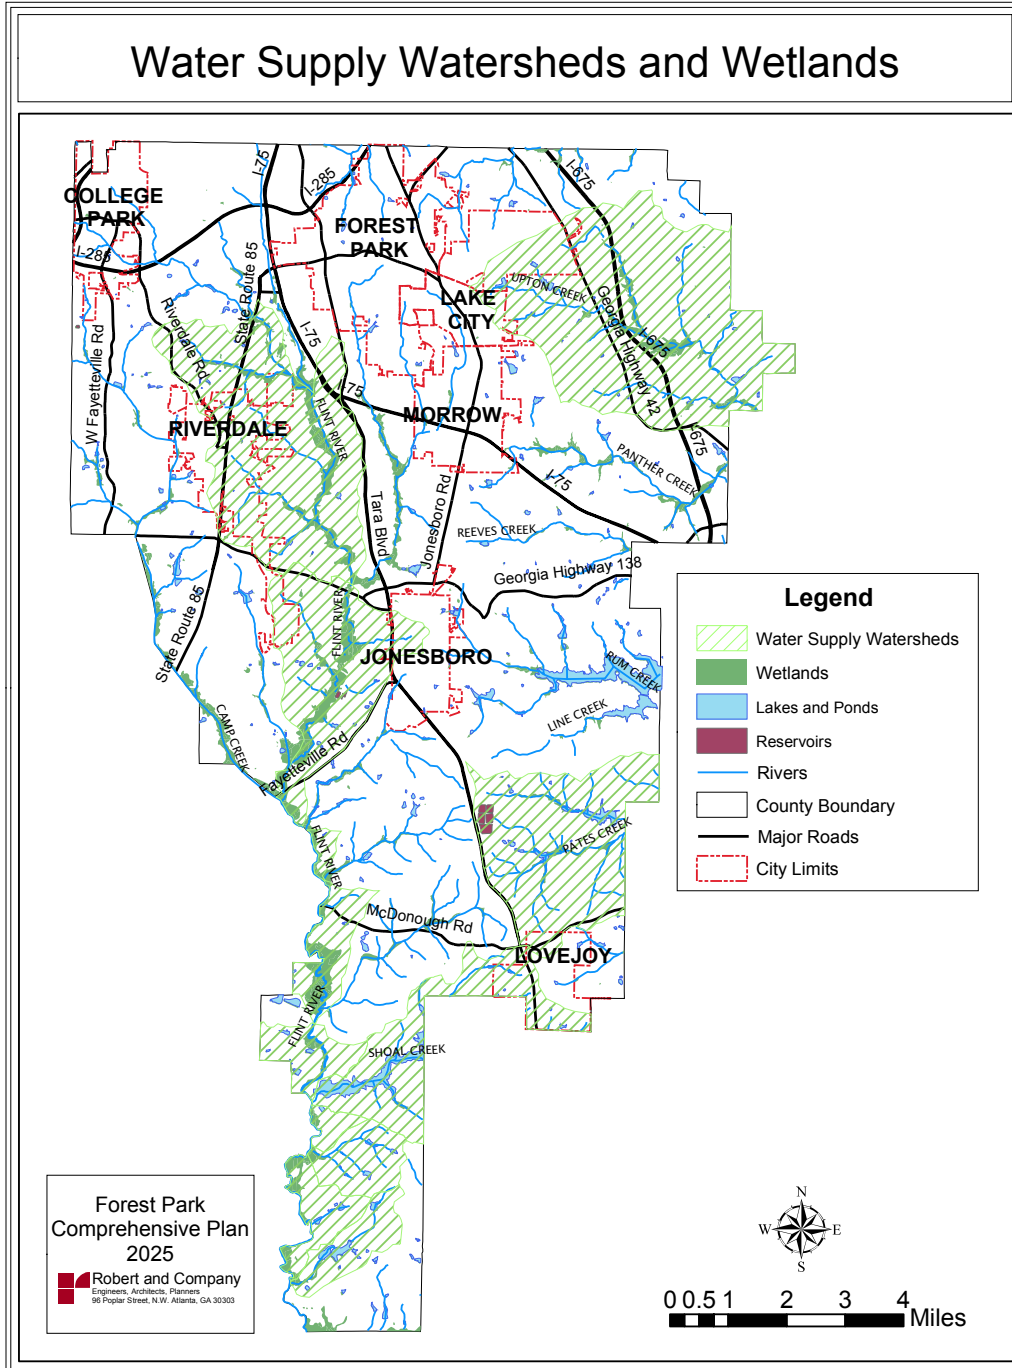 Water Supply Watersheds and Wetlands
I-75
I-285
I-675
COLLEGE
PARK
FOREST
PARK
I-285
State Route 85
UPTON CREEK
LAKE
CITY
Georgia Highway 42
Riverdale Rd
I-75
I-675
W Fayetteville Rd
I-75
FLINT RIVER
MORROW
RIVERDALE
I-675
PANTHER CREEK
I-75
Jonesboro Rd
Tara Blvd
REEVES CREEK
Georgia Highway 138
State Route 85
FLINT RIVER
JONESBORO
RUM CREEK
LINE CREEK
CAMP CREEK
Fayetteville Rd
FLINT RIVER
PATES CREEK
McDonough Rd
LOVEJOY
FLINT RIVER
SHOAL CREEK
Legend
Water Supply Watersheds
Wetlands
Lakes and Ponds
Reservoirs
Rivers
County Boundary
Major Roads
City Limits
Forest Park
Comprehensive Plan
2025
Robert and Company
Engineers, Architects, Planners
96 Poplar Street, N.W. Atlanta, GA 30303
N
W E
S
0 0.5 1 2 3 4
Miles